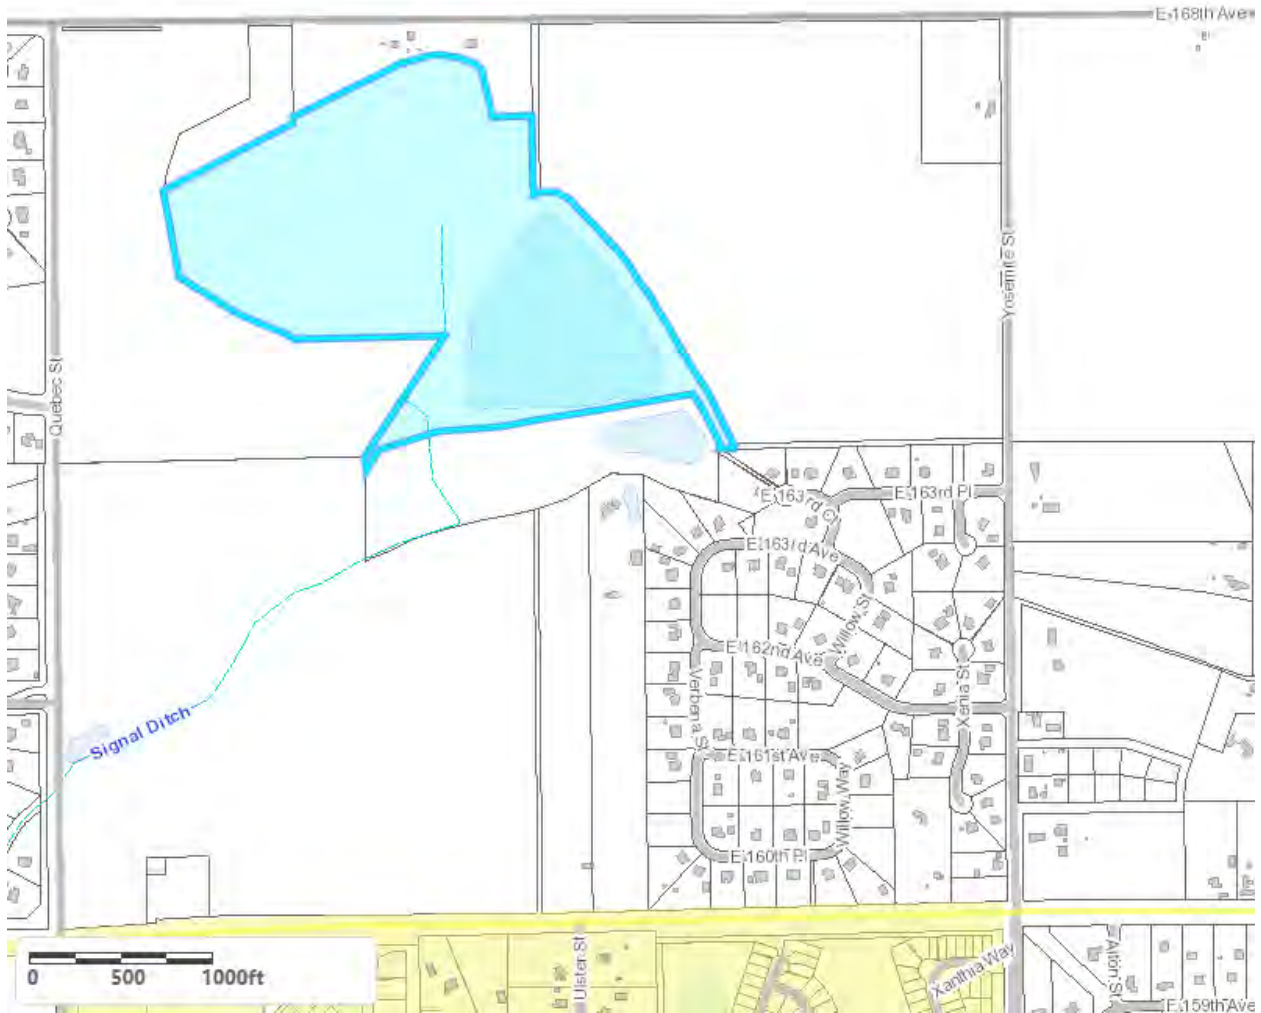 E 168th Ave
Yosemite St
Quebec St
E 163rd Ct
E 163rd Pl
E 163rd Ave
Willow St
E 162nd Ave
Verbena St
Xenia St
Signal Ditch
E 161st Ave
Willow Way
E 160th Pl
0 500 1000ft
Ulster St
Xanthia Way
Alton St
E 159th Ave